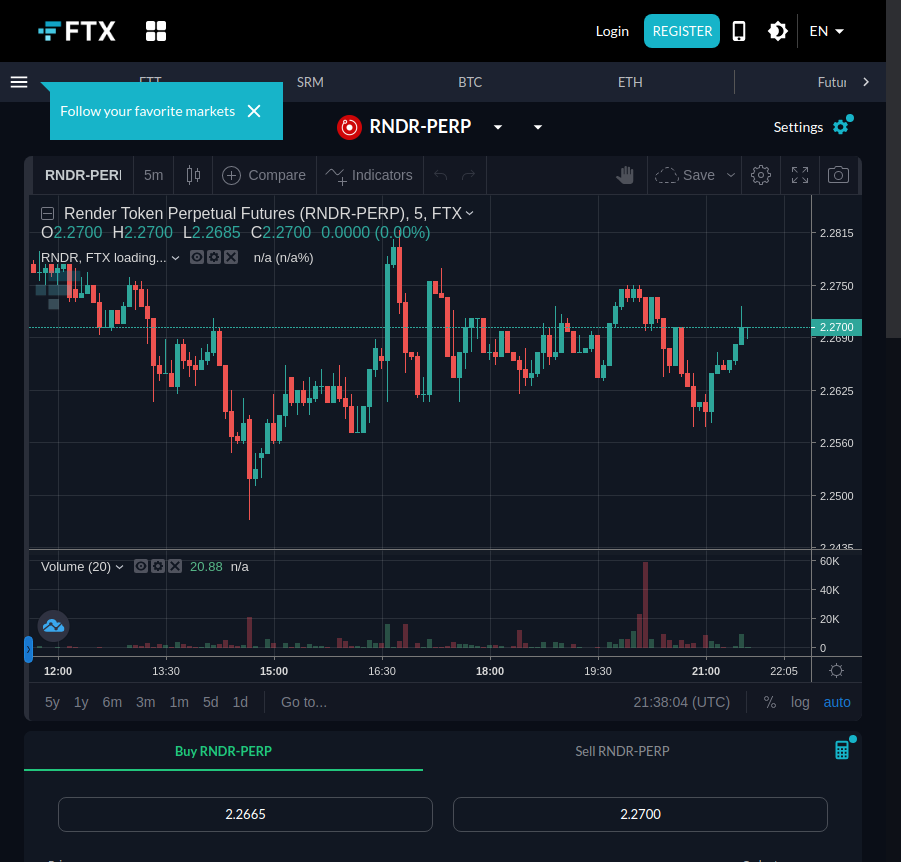 FTX
Login
REGISTER
EN
FTT
SRM
BTC
ETH
Futur
Follow your favorite markets
RNDR-PERP
Settings
RNDR-PERP
5m
Compare
Indicators
Save
Render Token Perpetual Futures (RNDR-PERP), 5, FTX
O2.2700 H2.2700 L2.2685 C2.2700 0.0000 (0.00%)
RNDR, FTX loading...
n/a (n/a%)
2.2815
2.2750
2.2700
2.2690
2.2625
2.2560
2.2500
2.2435
Volume (20)
20.88 n/a
60K
40K
20K
0
12:00 13:30 15:00 16:30 18:00 19:30 21:00 22:05
5y 1y 6m 3m 1m 5d 1d Go to...
21:38:04 (UTC) % log auto
Buy RNDR-PERP
Sell RNDR-PERP
2.2665
2.2700